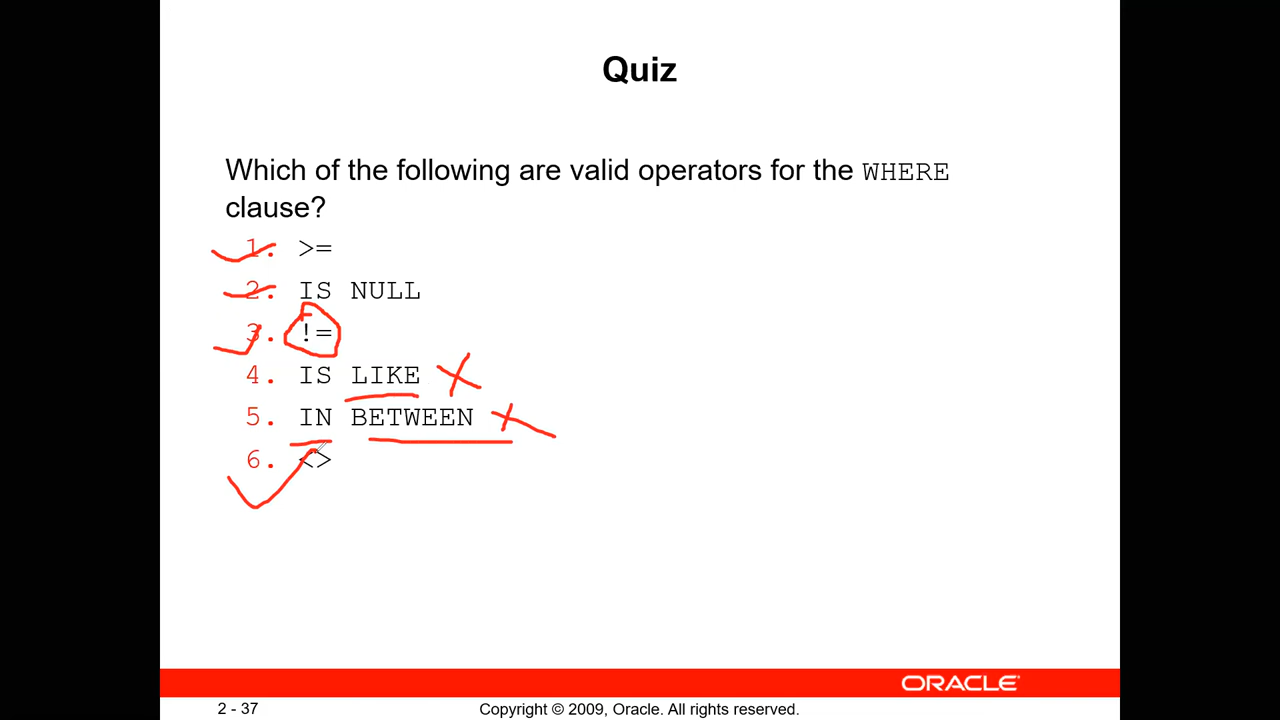 Quiz
Which of the following are valid operators for the WHERE
clause?
1. >=
2. IS NULL
3. !=
4. IS LIKE
5. IN BETWEEN
6. <>
ORACLE
2 - 37
Copyright © 2009, Oracle. All rights reserved.